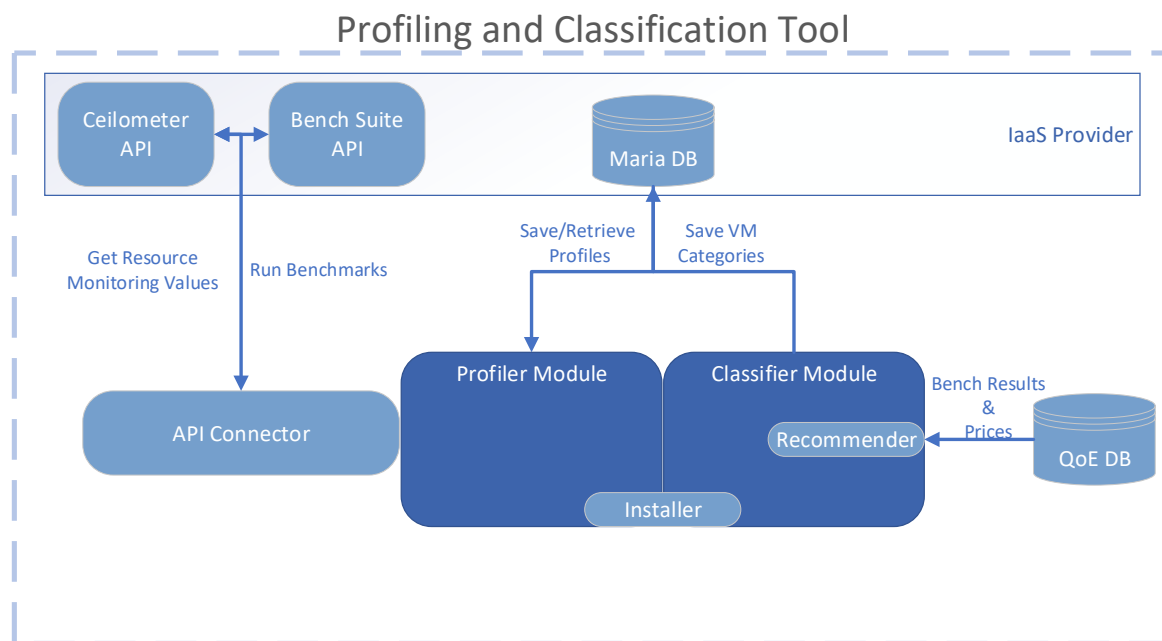 Profiling and Classification Tool
Ceilometer
API
Bench Suite
API
Maria DB
IaaS Provider
Get Resource
Monitoring Values
Run Benchmarks
Save/Retrieve
Profiles
Save VM
Categories
API Connector
Profiler Module
Classifier Module
Recommender
Installer
Bench Results
&
Prices
QoE DB